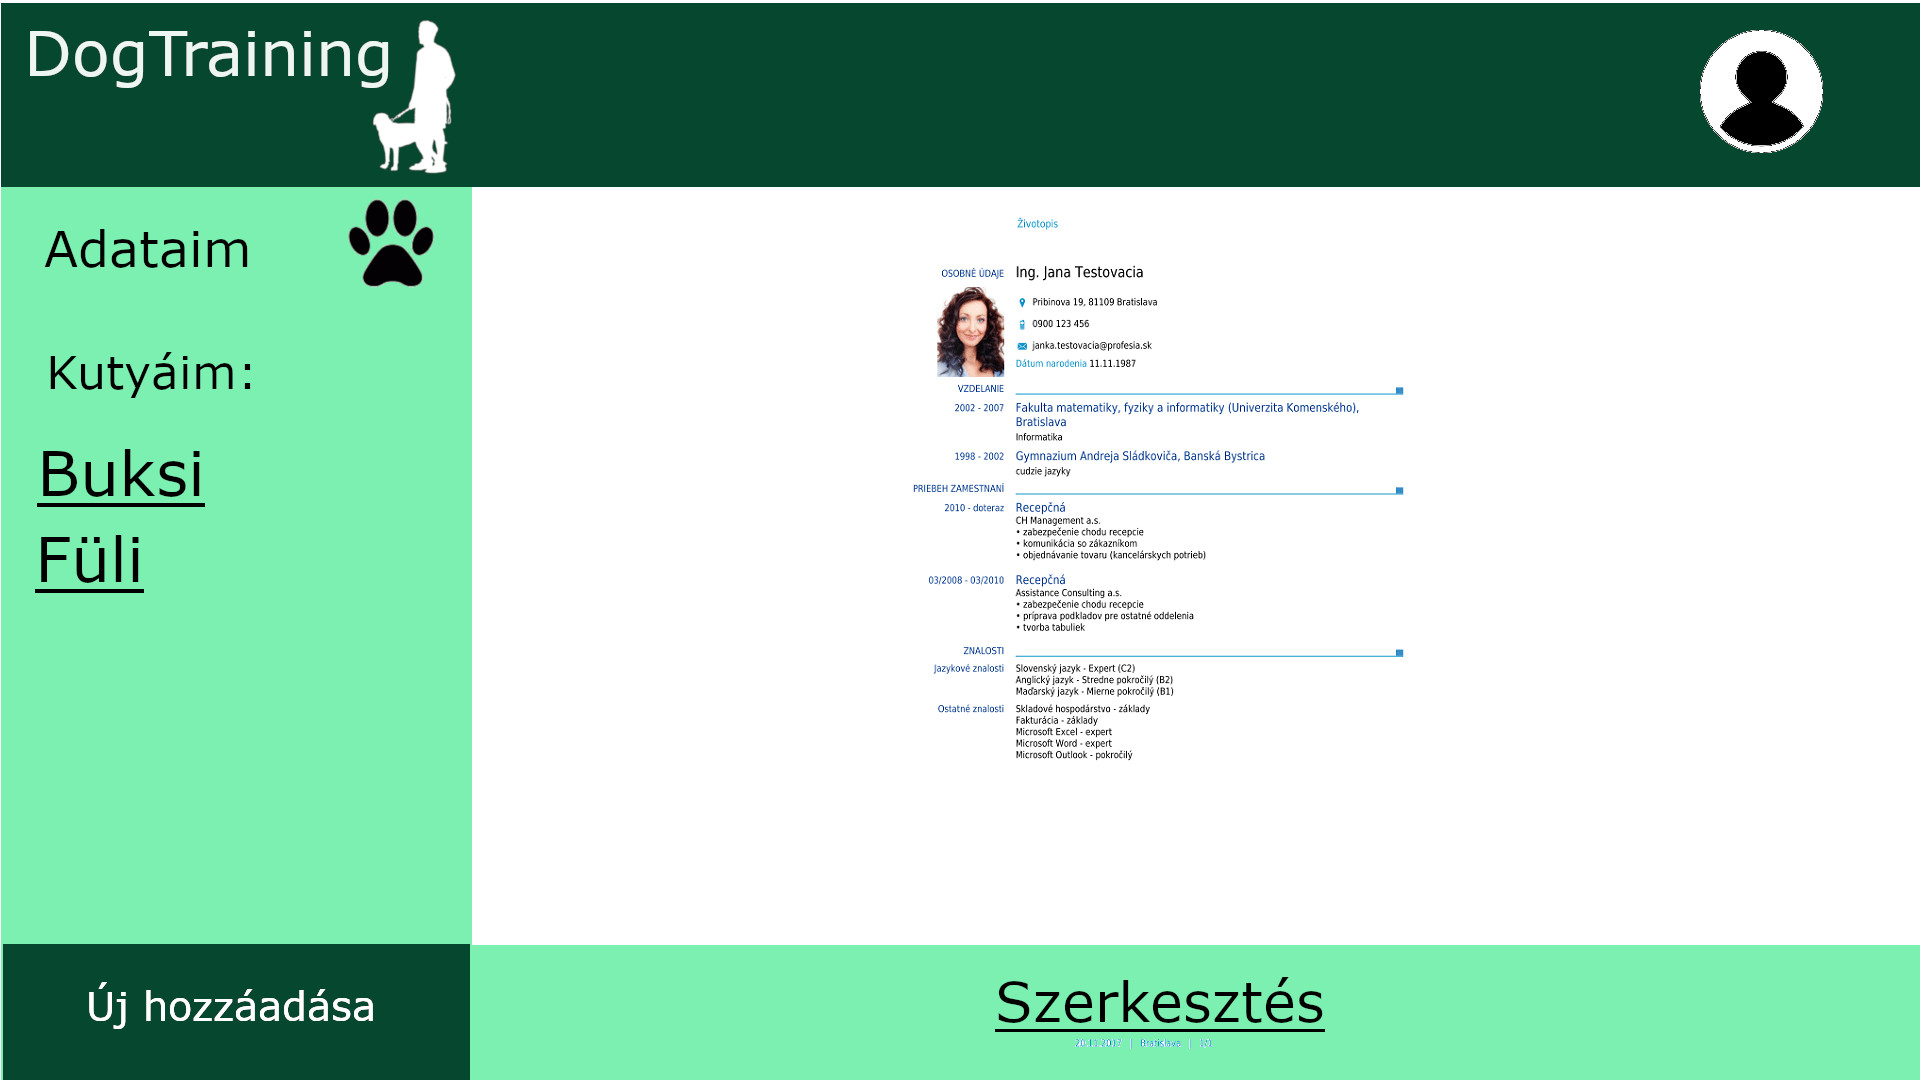 DogTraining
Adataim
Kutyáim:
Buksi
Füli
Új hozzáadása
Životopis
OSOBNÉ ÚDAJE Ing. Jana Testovacia
Pribinova 19, 81109 Bratislava
0900 123 456
janka.testovacia@profesia.sk
Dátum narodenia 11.11.1987
VZDELANIE
2002 - 2007 Fakulta matematiky, fyziky a informatiky (Univerzita Komenského),
Bratislava
Informatika
1998 - 2002 Gymnazium Andreja Sládkoviča, Banská Bystrica
cudzie jazyky
PRIEBEH ZAMESTNANÍ
2010 - doteraz Recepčná
CH Management a.s.
• zabezpečenie chodu recepcie
• komunikácia so zákazníkom
• objednávanie tovaru (kancelárskych potrieb)
03/2008 - 03/2010 Recepčná
Assistance Consulting a.s.
• zabezpečenie chodu recepcie
• príprava podkladov pre ostatné oddelenia
• tvorba tabuliek
ZNALOSTI
Jazykové znalosti Slovenský jazyk - Expert (C2)
Anglický jazyk - Stredne pokročilý (B2)
Maďarský jazyk - Mierne pokročilý (B1)
Ostatné znalosti Skladové hospodárstvo - základy
Fakturácia - základy
Microsoft Excel - expert
Microsoft Word - expert
Microsoft Outlook - pokročilý
Szerkesztés
| Bratislava | 1/1